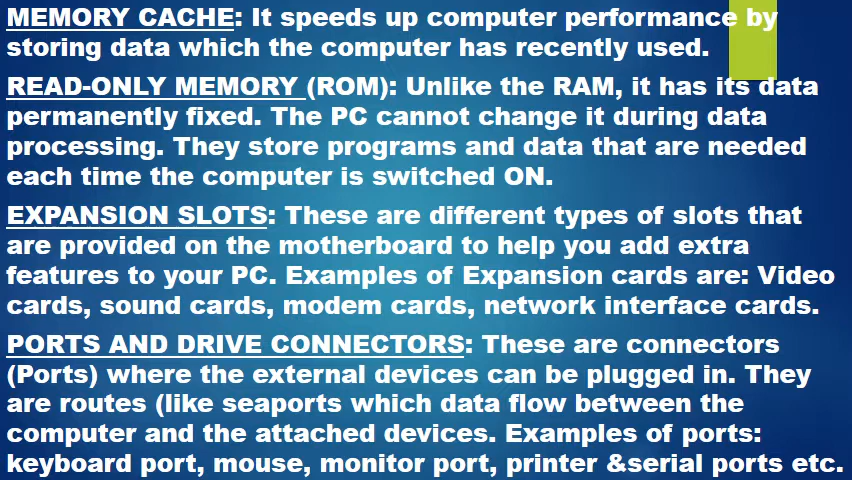 MEMORY CACHE: It speeds up computer performance by
storing data which the computer has recently used.
READ-ONLY MEMORY (ROM): Unlike the RAM, it has its data
permanently fixed. The PC cannot change it during data
processing. They store programs and data that are needed
each time the computer is switched ON.
EXPANSION SLOTS: These are different types of slots that
are provided on the motherboard to help you add extra
features to your PC. Examples of Expansion cards are: Video
cards, sound cards, modem cards, network interface cards.
PORTS AND DRIVE CONNECTORS: These are connectors
(Ports) where the external devices can be plugged in. They
are routes (like seaports which data flow between the
computer and the attached devices. Examples of ports:
keyboard port, mouse, monitor port, printer &serial ports etc.